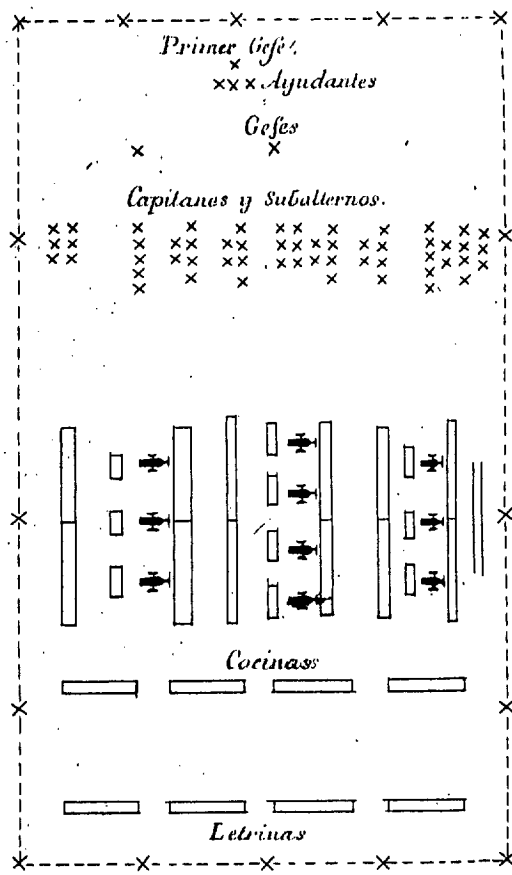 Primer Gefe.
Ayudantes
Gefes
Capitanes y Subalternos.
Cocinas
Letrinas